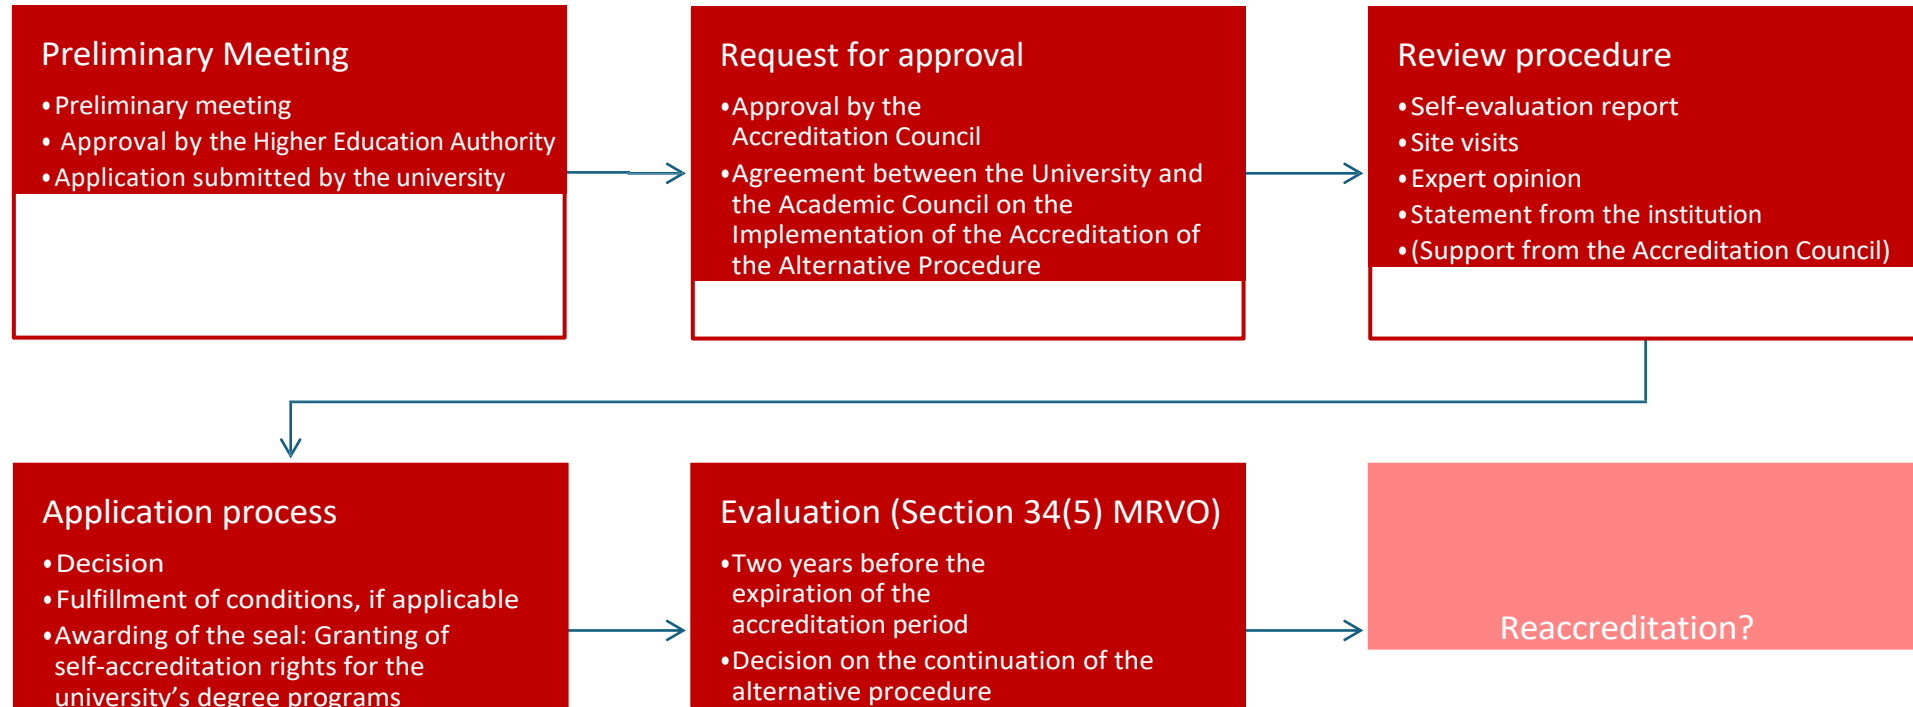 Preliminary Meeting
•Preliminary meeting
• Approval by the Higher Education Authority
•Application submitted by the university
Request for approval
•Approval by the
Accreditation Council
•Agreement between the University and
the Academic Council on the
Implementation of the Accreditation of
the Alternative Procedure
Review procedure
•Self-evaluation report
•Site visits
•Expert opinion
•Statement from the institution
•(Support from the Accreditation Council)
Application process
•Decision
•Fulfillment of conditions, if applicable
•Awarding of the seal: Granting of
self-accreditation rights for the
university’s degree programs
Evaluation (Section 34(5) MRVO)
•Two years before the
expiration of the
accreditation period
•Decision on the continuation of the
alternative procedure
Reaccreditation?